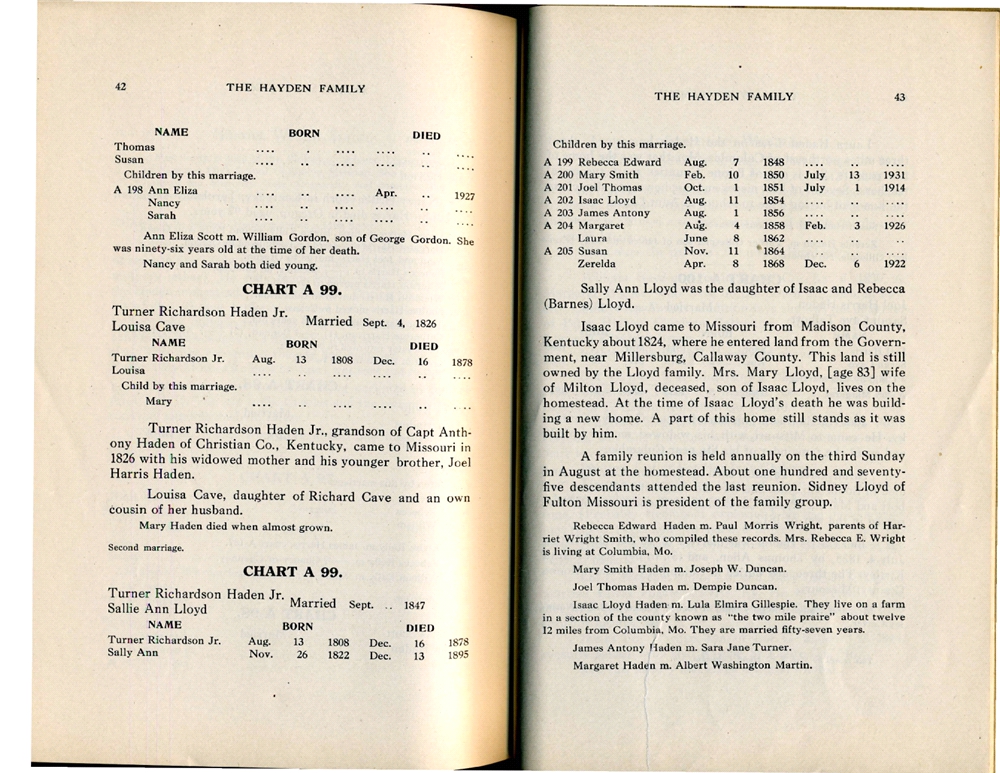 42 THE HAYDEN FAMILY
NAME BORN DIED
Thomas .... . .... .... .. ....
Susan .... .. .... .... .. ....
Children by this marriage.
A 198 Ann Eliza .... .. .... Apr. .. 1927
Nancy .... .. .... .... .. ....
Sarah .... .. .... .... .. ....
Ann Eliza Scott m. William Gordon, son of George Gordon. She
was ninety-six years old at the time of her death.
Nancy and Sarah both died young.
CHART A 99.
Turner Richardson Haden Jr.
Louisa Cave Married Sept. 4, 1826
NAME BORN DIED
Turner Richardson Jr. Aug. 13 1808 Dec. 16 1878
Louisa .... .. .... .... .. ....
Child by this marriage.
Mary .... .. .... .... .. ....
Turner Richardson Haden Jr., grandson of Capt Anth-
ony Haden of Christian Co., Kentucky, came to Missouri in
1826 with his widowed mother and his younger brother, Joel
Harris Haden.
Louisa Cave, daughter of Richard Cave and an own
cousin of her husband.
Mary Haden died when almost grown.
Second marriage.
CHART A 99.
Turner Richardson Haden Jr.
Sallie Ann Lloyd Married Sept. .. 1847
NAME BORN DIED
Turner Richardson Jr. Aug. 13 1808 Dec. 16 1878
Sally Ann Nov. 26 1822 Dec. 13 1895
THE HAYDEN FAMILY 43
Children by this marriage.
A 199 Rebecca Edward Aug. 7 1848 .... .. ....
A 200 Mary Smith Feb. 10 1850 July 13 1931
A 201 Joel Thomas Oct. 1 1851 July 1 1914
A 202 Isaac Lloyd Aug. 11 1854 .... .. ....
A 203 James Antony Aug. 1 1856 .... .. ....
A 204 Margaret Aug. 4 1858 Feb. 3 1926
Laura June 8 1862 .... .. ..
A 205 Susan Nov. 11 1864 .. .. ....
Zerelda Apr. 8 1868 Dec. 6 1922
Sally Ann Lloyd was the daughter of Isaac and Rebecca
(Barnes) Lloyd.
Isaac Lloyd came to Missouri from Madison County,
Kentucky about 1824, where he entered land from the Govern-
ment, near Millersburg, Callaway County. This land is still
owned by the Lloyd family. Mrs. Mary Lloyd, [age 83] wife
of Milton Lloyd, deceased, son of Isaac Lloyd, lives on the
homestead. At the time of Isaac Lloyd's death he was build-
ing a new home. A part of this home still stands as it was
built by him.
A family reunion is held annually on the third Sunday
in August at the homestead. About one hundred and seventy-
five descendants attended the last reunion. Sidney Lloyd of
Fulton Missouri is president of the family group.
Rebecca Edward Haden m. Paul Morris Wright, parents of Har-
riet Wright Smith, who compiled these records. Mrs. Rebecca E. Wright
is living at Columbia, Mo.
Mary Smith Haden m. Joseph W. Duncan.
Joel Thomas Haden m. Dempie Duncan.
Isaac Lloyd Haden m. Lula Elmira Gillespie. They live on a farm
in a section of the county known as "the two mile praire" about twelve
12 miles from Columbia, Mo. They are married fifty-seven years.
James Antony Haden m. Sara Jane Turner.
Margaret Haden m. Albert Washington Martin.